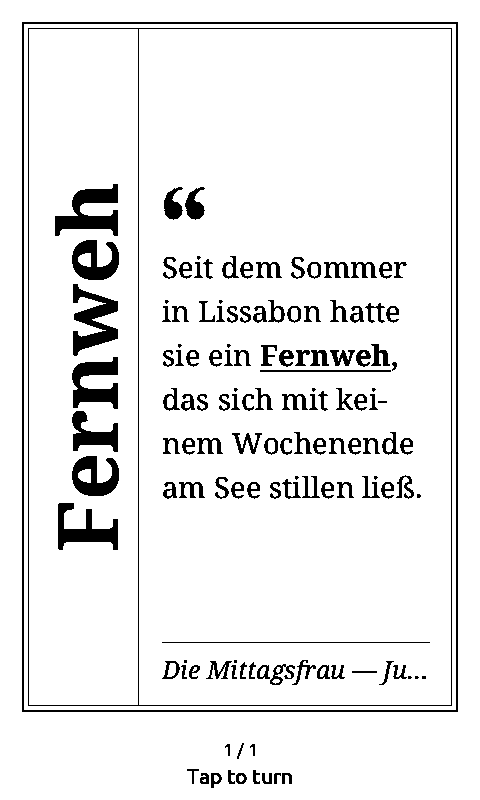 Fernweh
“
Seit dem Sommer
in Lissabon hatte
sie ein Fernweh,
das sich mit kei-
nem Wochenende
am See stillen ließ.
Die Mittagsfrau — Ju...
1 / 1
Tap to turn